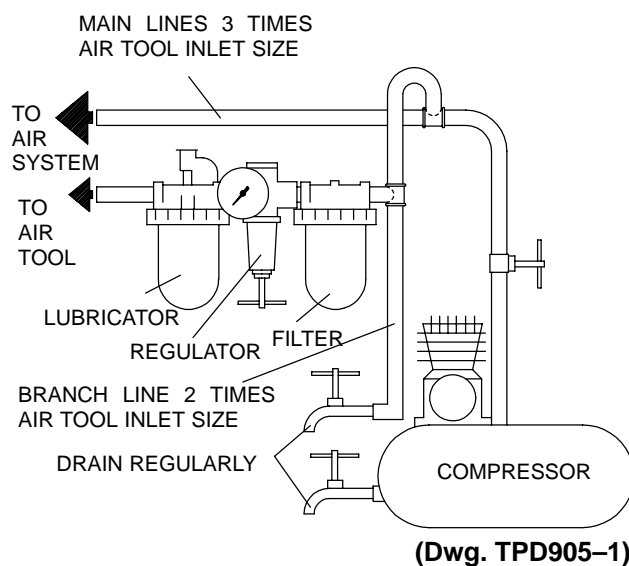 MAIN LINES 3 TIMES
AIR TOOL INLET SIZE
TO
AIR
SYSTEM
TO
AIR
TOOL
LUBRICATOR
REGULATOR
FILTER
BRANCH LINE 2 TIMES
AIR TOOL INLET SIZE
DRAIN REGULARLY
COMPRESSOR
(Dwg. TPD905–1)